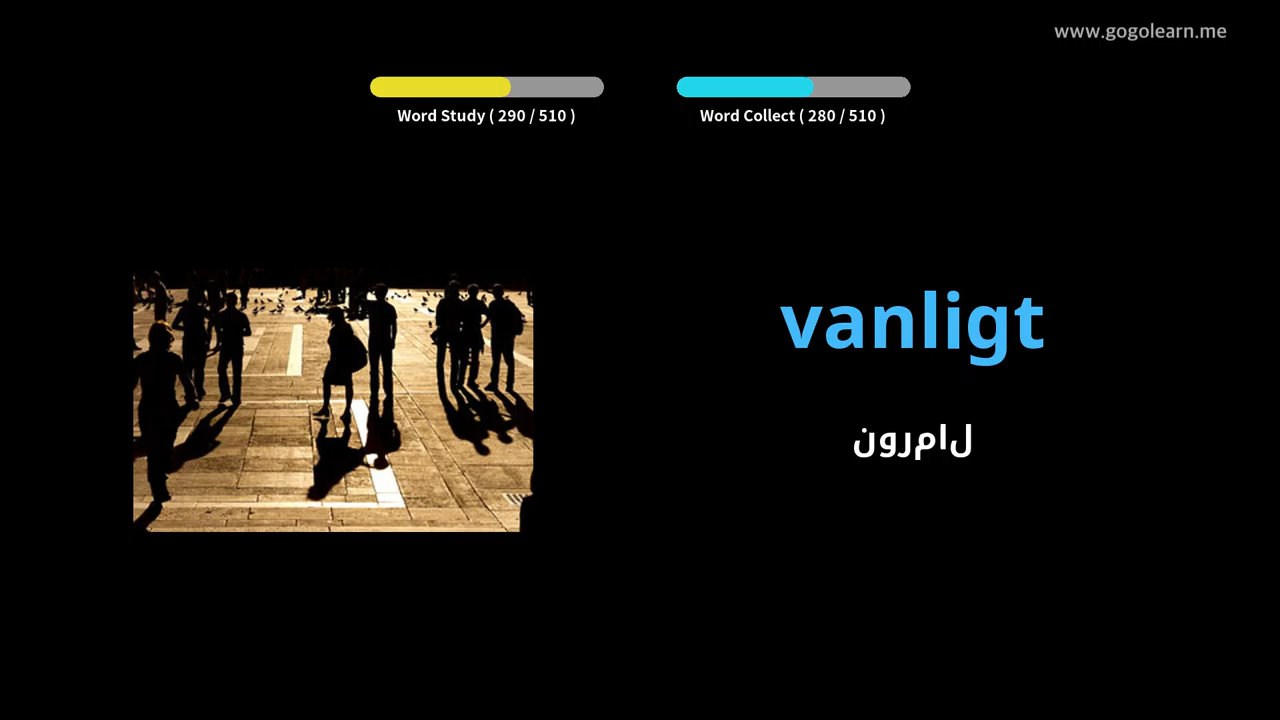 www.gogolearn.me
Word Study ( 290 / 510 )
Word Collect ( 280 / 510 )
vanligt
لامرون